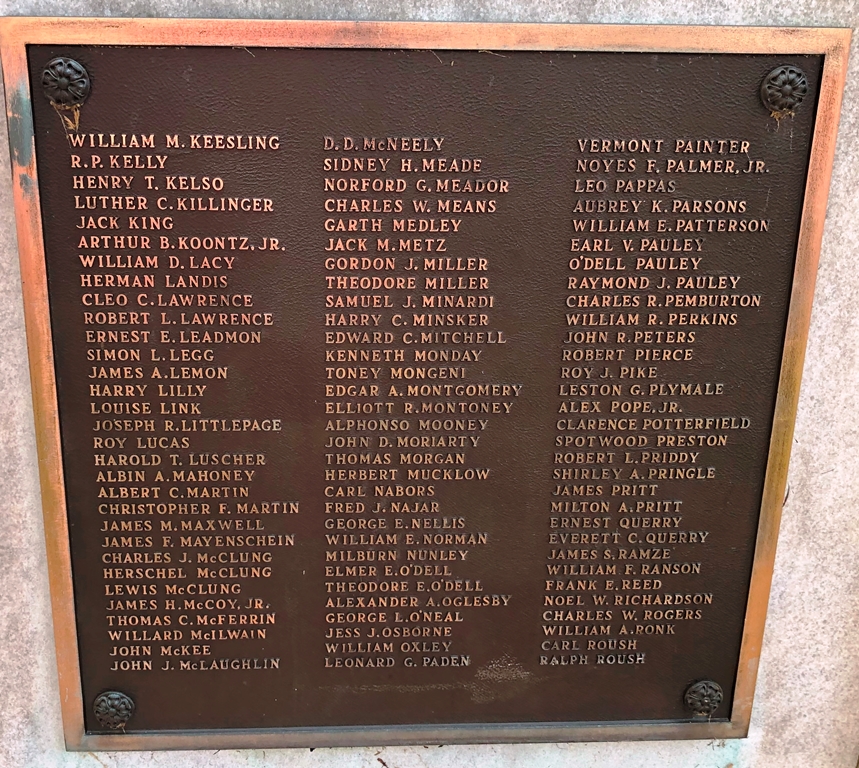 WILLIAM M. KEESLING
R.P. KELLY
HENRY T. KELSO
LUTHER C. KILLINGER
JACK KING
ARTHUR B. KOONTZ, JR.
WILLIAM D. LACY
HERMAN LANDIS
CLEO C. LAWRENCE
ROBERT L. LAWRENCE
ERNEST E. LEADMON
SIMON L. LEGG
JAMES A. LEMON
HARRY LILLY
LOUISE LINK
JOSEPH R. LITTLEPAGE
ROY LUCAS
HAROLD T. LUSCHER
ALBIN A. MAHONEY
ALBERT C. MARTIN
CHRISTOPHER F. MARTIN
JAMES M. MAXWELL
JAMES F. MAYENSCHEIN
CHARLES J. McCLUNG
HERSCHEL McCLUNG
LEWIS McCLUNG
JAMES H. McCOY, JR.
THOMAS C. McFERRIN
WILLARD McILWAIN
JOHN McKEE
JOHN J. McLAUGHLIN
D.D. McNEELY
SIDNEY H. MEADE
NORFORD G. MEADOR
CHARLES W. MEANS
GARTH MEDLEY
JACK M. METZ
GORDON J. MILLER
THEODORE MILLER
SAMUEL J. MINARDI
HARRY C. MINSKER
EDWARD C. MITCHELL
KENNETH MONDAY
TONEY MONGENI
EDGAR A. MONTGOMERY
ELLIOTT R. MONTONEY
ALPHONSO MOONEY
JOHN D. MORIARTY
THOMAS MORGAN
HERBERT MUCKLOW
CARL NABORS
FRED J. NAJAR
GEORGE E. NELLIS
WILLIAM E. NORMAN
MILBURN NUNLEY
ELMER E. O'DELL
THEODORE E. O'DELL
ALEXANDER A. OGLESBY
GEORGE L. O'NEAL
JESS J. OSBORNE
WILLIAM OXLEY
LEONARD G. PADEN
VERMONT PAINTER
NOYES F. PALMER, JR.
LEO PAPPAS
AUBREY K. PARSONS
WILLIAM E. PATTERSON
EARL V. PAULEY
O'DELL PAULEY
RAYMOND J. PAULEY
CHARLES R. PEMBURTON
WILLIAM R. PERKINS
JOHN R. PETERS
ROBERT PIERCE
ROY J. PIKE
LESTON G. PLYMALE
ALEX POPE, JR.
CLARENCE POTTERFIELD
SPOTWOOD PRESTON
ROBERT L. PRIDDY
SHIRLEY A. PRINGLE
JAMES PRITT
MILTON A. PRITT
ERNEST QUERRY
EVERETT C. QUERRY
JAMES S. RAMZE
WILLIAM F. RANSON
FRANK E. REED
NOEL W. RICHARDSON
CHARLES W. ROGERS
WILLIAM A. RONK
CARL ROUSH
RALPH ROUSH